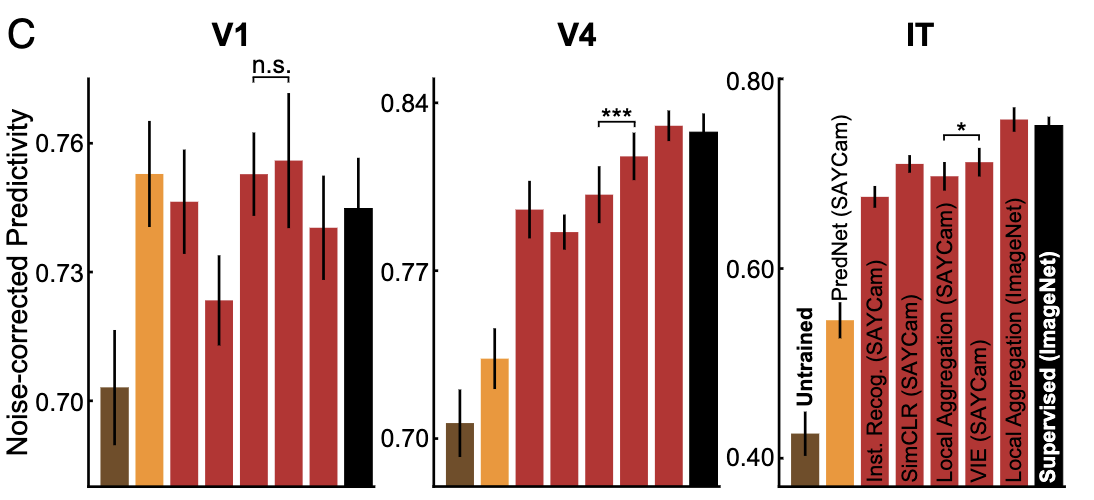 C
V1
V4
IT
Noise-corrected Predictivity
n.s.
0.76
0.73
0.70
***
0.84
0.77
0.70
*
0.80
0.60
0.40
Untrained
PredNet (SAYCam)
Inst. Recog. (SAYCam)
SimCLR (SAYCam)
Local Aggregation (SAYCam)
VIE (SAYCam)
Local Aggregation (ImageNet)
Supervised (ImageNet)